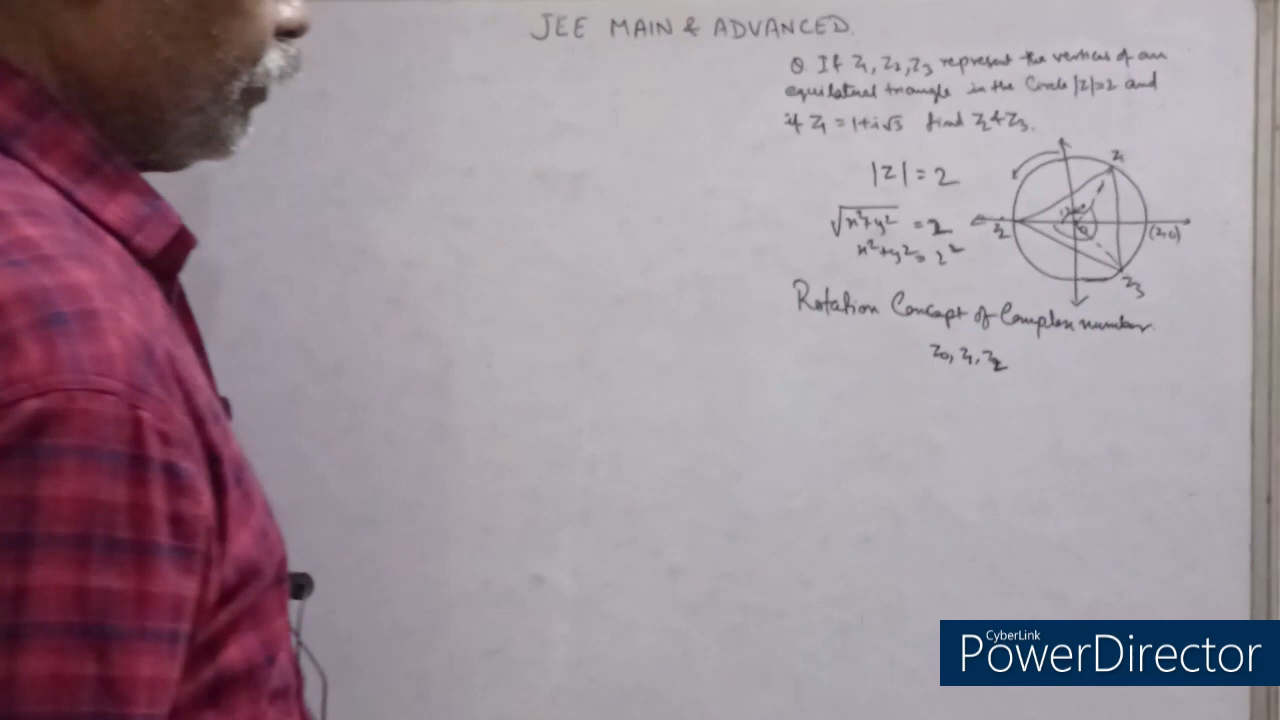 JEE MAIN & ADVANCED.
Q. If Z₁, Z₂, Z₃ represent the vertices of an
equilateral triangle in the Circle |Z|=2 and
if Z₁ = 1+i√3 find Z₂ & Z₃.
|Z| = 2
√x²+y² = 2
x²+y² = 2²
Z₁
Z₂
(2,0)
Z₃
Rotation Concept of Complex number.
Z₀, Z₁, Z₂
CyberLink
PowerDirector